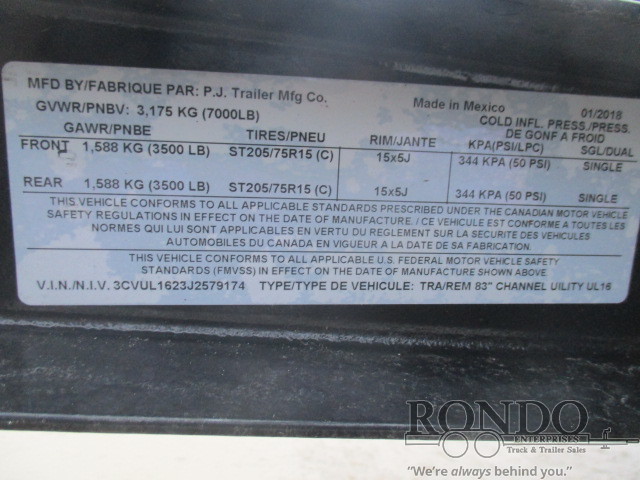 MFD BY/FABRIQUE PAR: P.J. Trailer Mfg Co. Made in Mexico 01/2018
GVWR/PNBV: 3,175 KG (7000LB) COLD INFL. PRESS./PRESS. DE GONF A FROID
GAWR/PNBE TIRES/PNEU RIM/JANTE KPA(PSI/LPC) SGL/DUAL
FRONT 1,588 KG (3500 LB) ST205/75R15 (C) 15x5J 344 KPA (50 PSI) SINGLE
REAR 1,588 KG (3500 LB) ST205/75R15 (C) 15x5J 344 KPA (50 PSI) SINGLE
THIS VEHICLE CONFORMS TO ALL APPLICABLE STANDARDS PRESCRIBED UNDER THE CANADIAN MOTOR VEHICLE
SAFETY REGULATIONS IN EFFECT ON THE DATE OF MANUFACTURE / CE VEHICULE EST CONFORME A TOUTES LES
NORMES QUI LUI SONT APPLICABLES EN VERTU DU REGLEMENT SUR LA SECURITE DES VEHICULES
AUTOMOBILES DU CANADA EN VIGUEUR A LA DATE DE SA FABRICATION.
THIS VEHICLE CONFORMS TO ALL APPLICABLE U.S. FEDERAL MOTOR VEHICLE SAFETY
STANDARDS (FMVSS) IN EFFECT ON THE DATE OF MANUFACTURE SHOWN ABOVE
V.I.N./N.I.V. 3CVUL1623J2579174 TYPE/TYPE DE VEHICULE: TRA/REM 83" CHANNEL UILITY UL16
RONDO
ENTERPRISES
Truck & Trailer Sales
"We're always behind you."